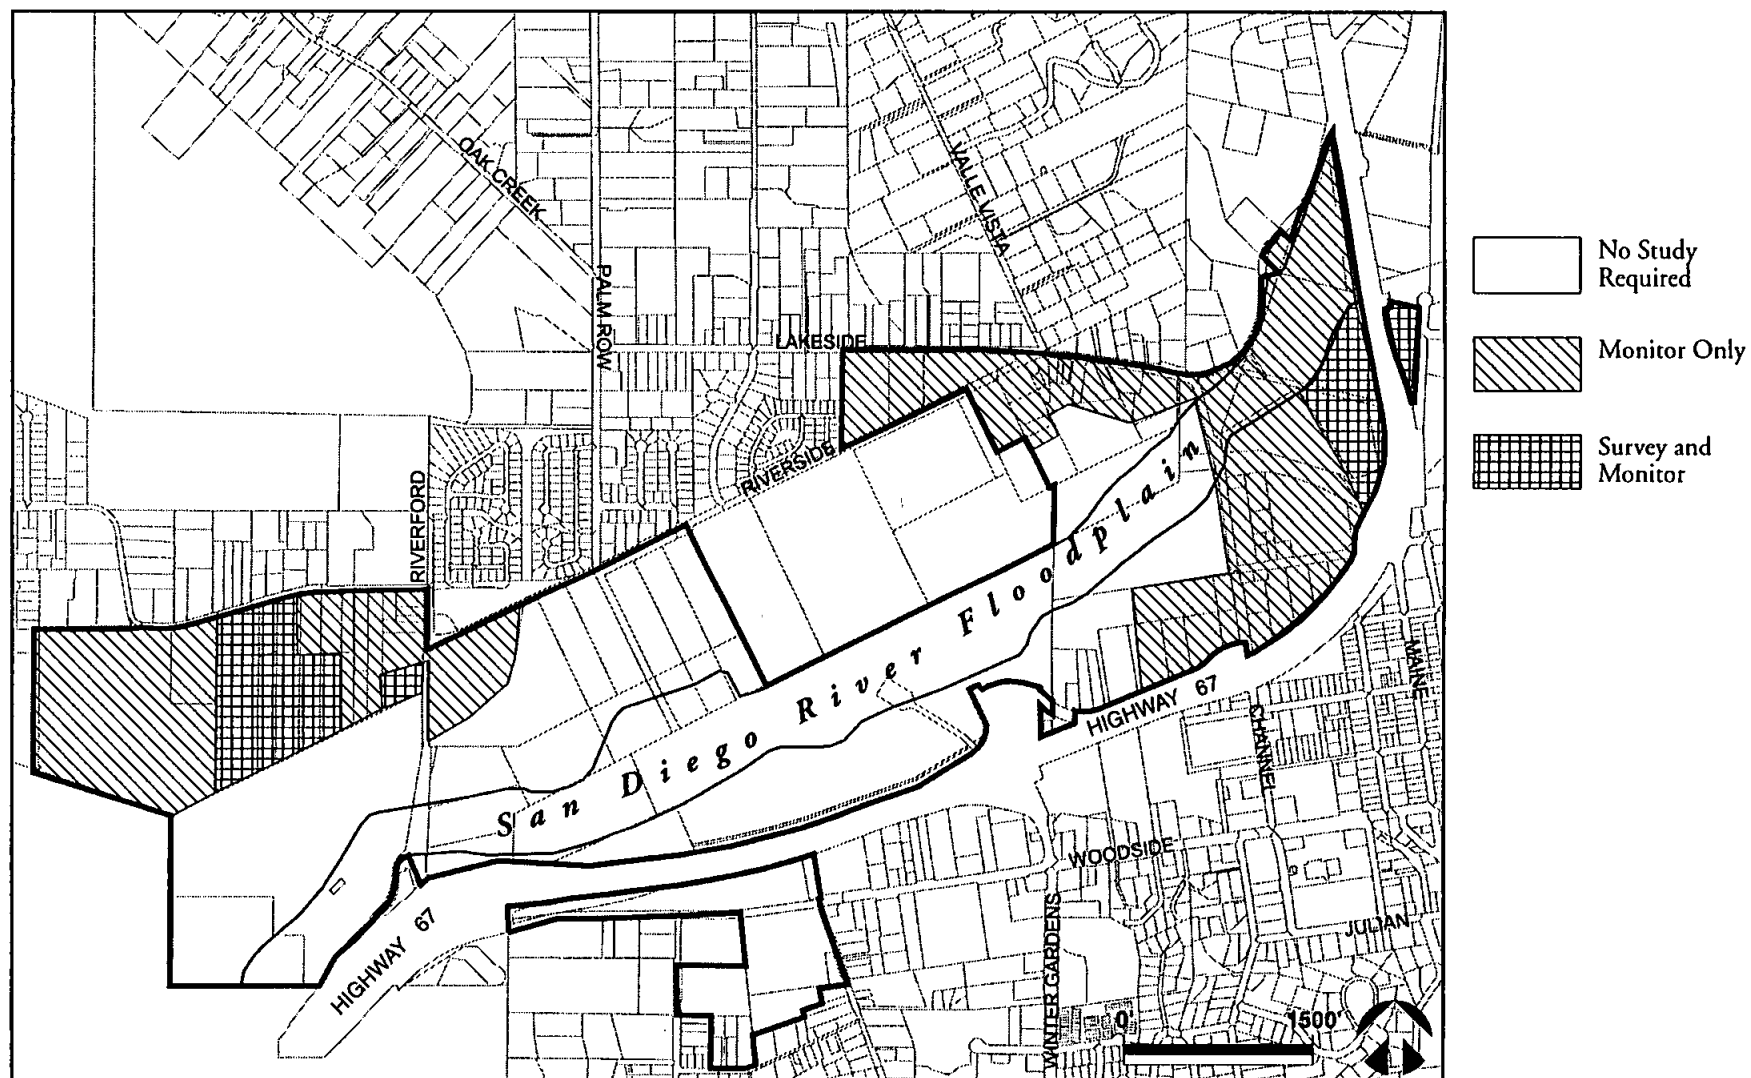 OAK CREEK
VALLE VISTA
PALM ROW
No Study
Required
LAKESIDE
Monitor Only
RIVERSIDE
Survey and
Monitor
RIVERFORD
San Diego River Floodplain
MAINE
HIGHWAY 67
CHANNEL
WOODSIDE
JULIAN
HIGHWAY 67
WINTER GARDENS
0'
1500'